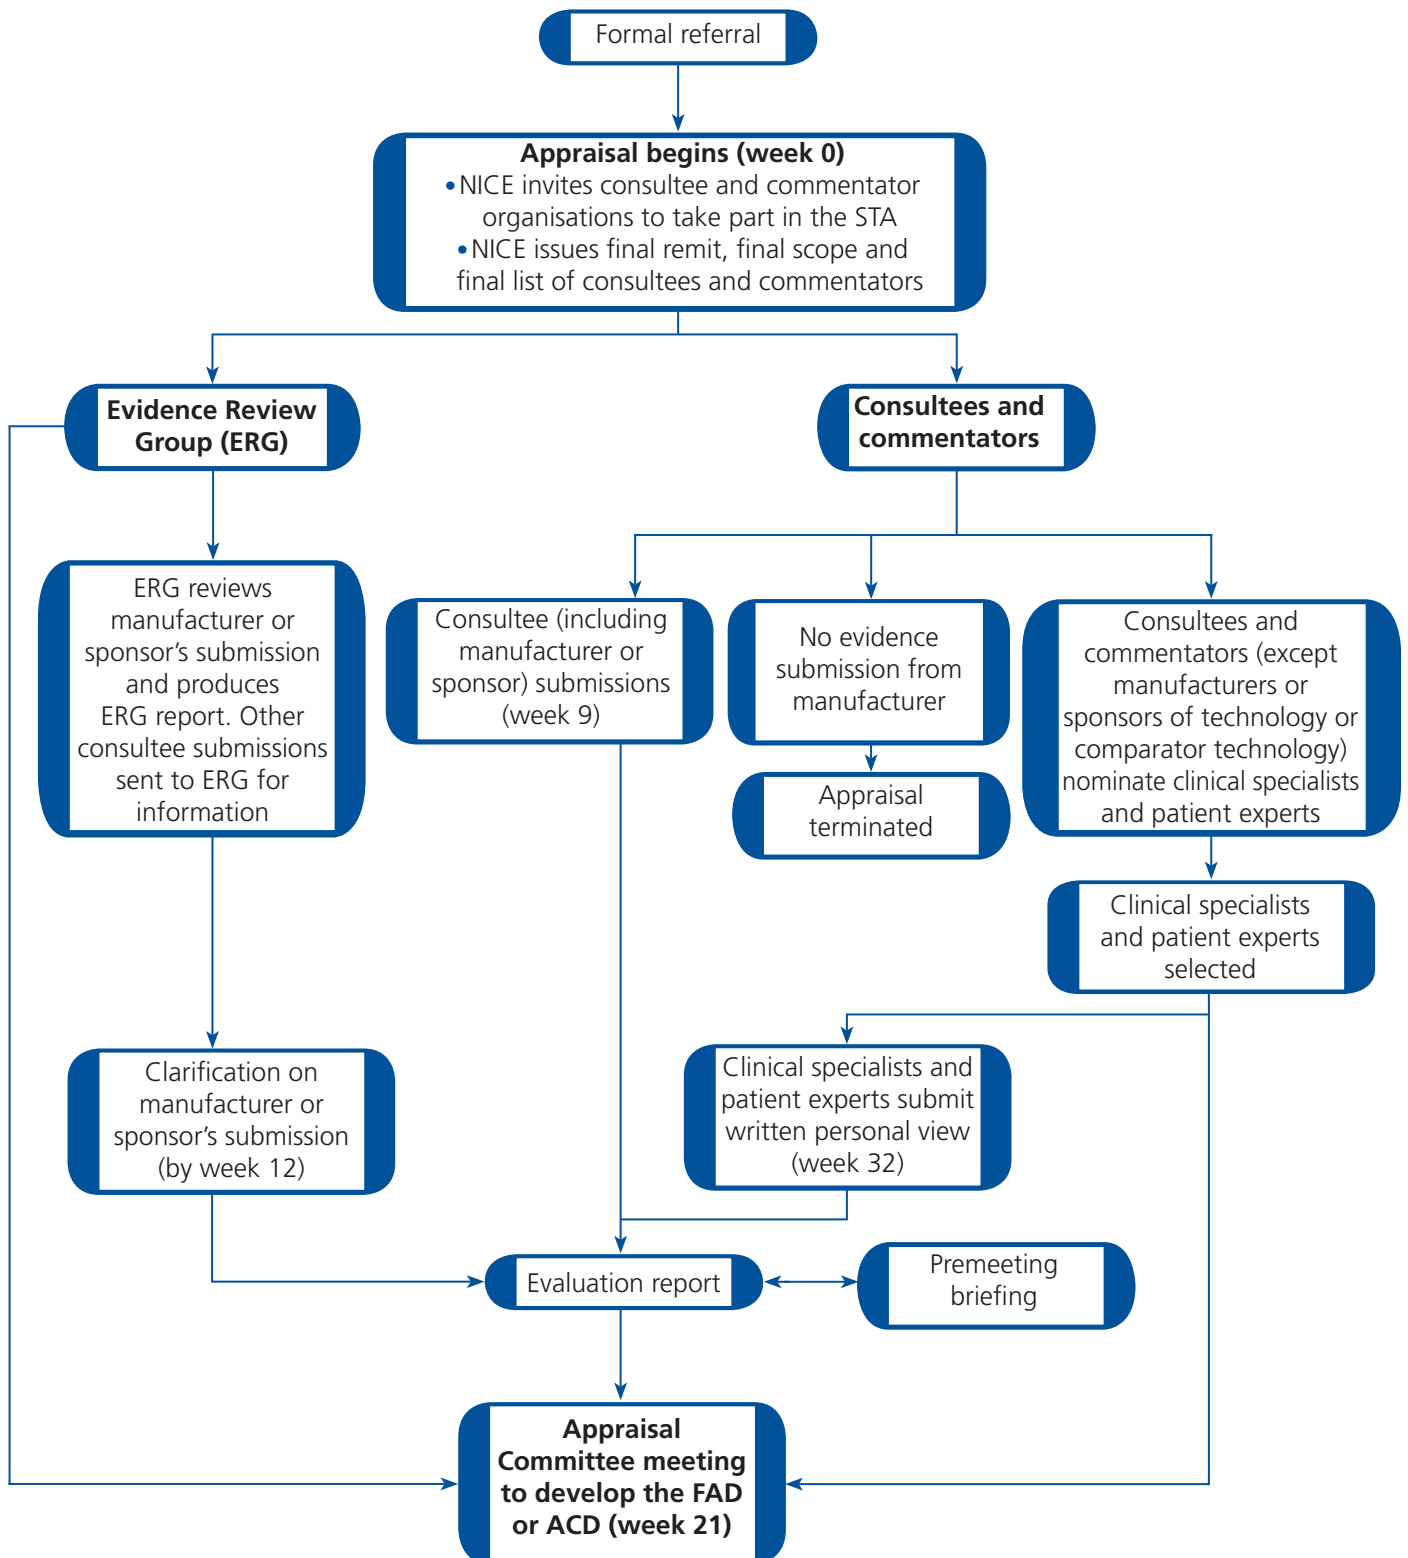 Formal referral
Appraisal begins (week 0)
•NICE invites consultee and commentator
organisations to take part in the STA
•NICE issues final remit, final scope and
final list of consultees and commentators
Evidence Review
Group (ERG)
Consultees and
commentators
ERG reviews
manufacturer or
sponsor’s submission
and produces
ERG report. Other
consultee submissions
sent to ERG for
information
Consultee (including
manufacturer or
sponsor) submissions
(week 9)
No evidence
submission from
manufacturer
Consultees and
commentators (except
manufacturers or
sponsors of technology or
comparator technology)
nominate clinical specialists
and patient experts
Appraisal
terminated
Clinical specialists
and patient experts
selected
Clarification on
manufacturer or
sponsor’s submission
(by week 12)
Clinical specialists and
patient experts submit
written personal view
(week 32)
Evaluation report
Premeeting
briefing
Appraisal
Committee meeting
to develop the FAD
or ACD (week 21)